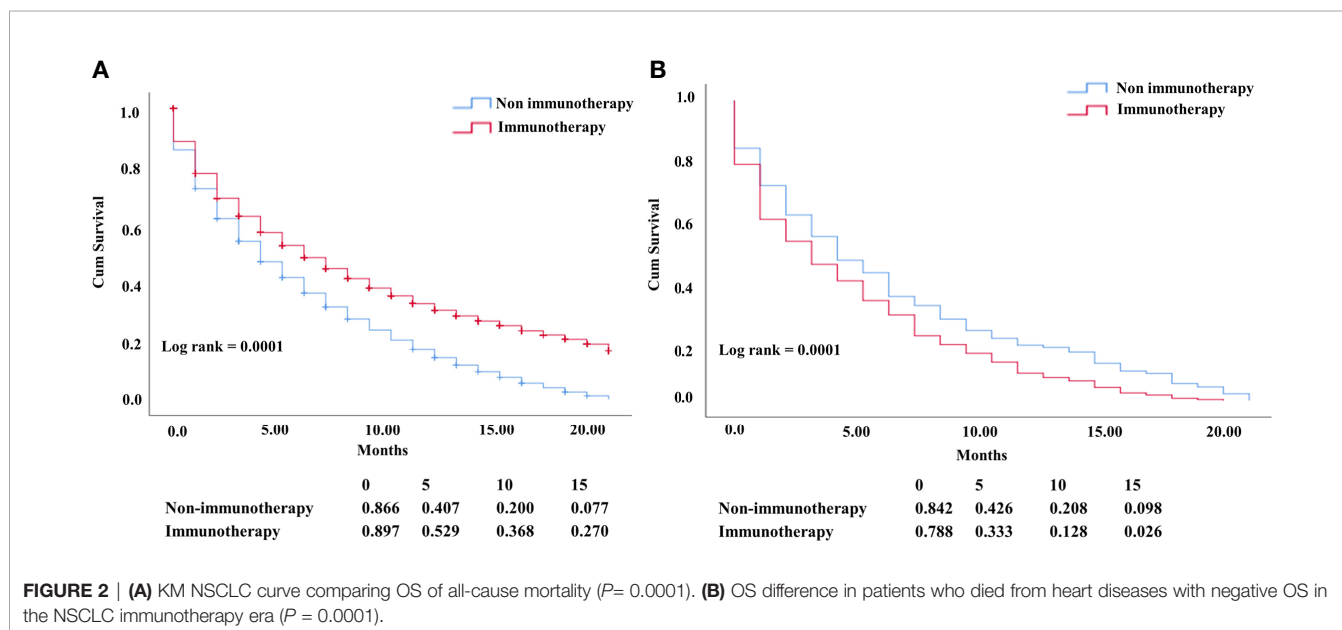 A
Non immunotherapy
Immunotherapy
1.0
0.8
0.6
0.4
0.2
0.0
Cum Survival
Log rank = 0.0001
0.0 5.00 10.00 15.00 20.00
Months
0 5 10 15
Non-immunotherapy 0.866 0.407 0.200 0.077
Immunotherapy 0.897 0.529 0.368 0.270
B
Non immunotherapy
Immunotherapy
1.0
0.8
0.6
0.4
0.2
0.0
Cum Survival
Log rank = 0.0001
0.0 5.00 10.00 15.00 20.00
Months
0 5 10 15
Non-immunotherapy 0.842 0.426 0.208 0.098
Immunotherapy 0.788 0.333 0.128 0.026
FIGURE 2 | (A) KM NSCLC curve comparing OS of all-cause mortality (P= 0.0001). (B) OS difference in patients who died from heart diseases with negative OS in
the NSCLC immunotherapy era (P = 0.0001).